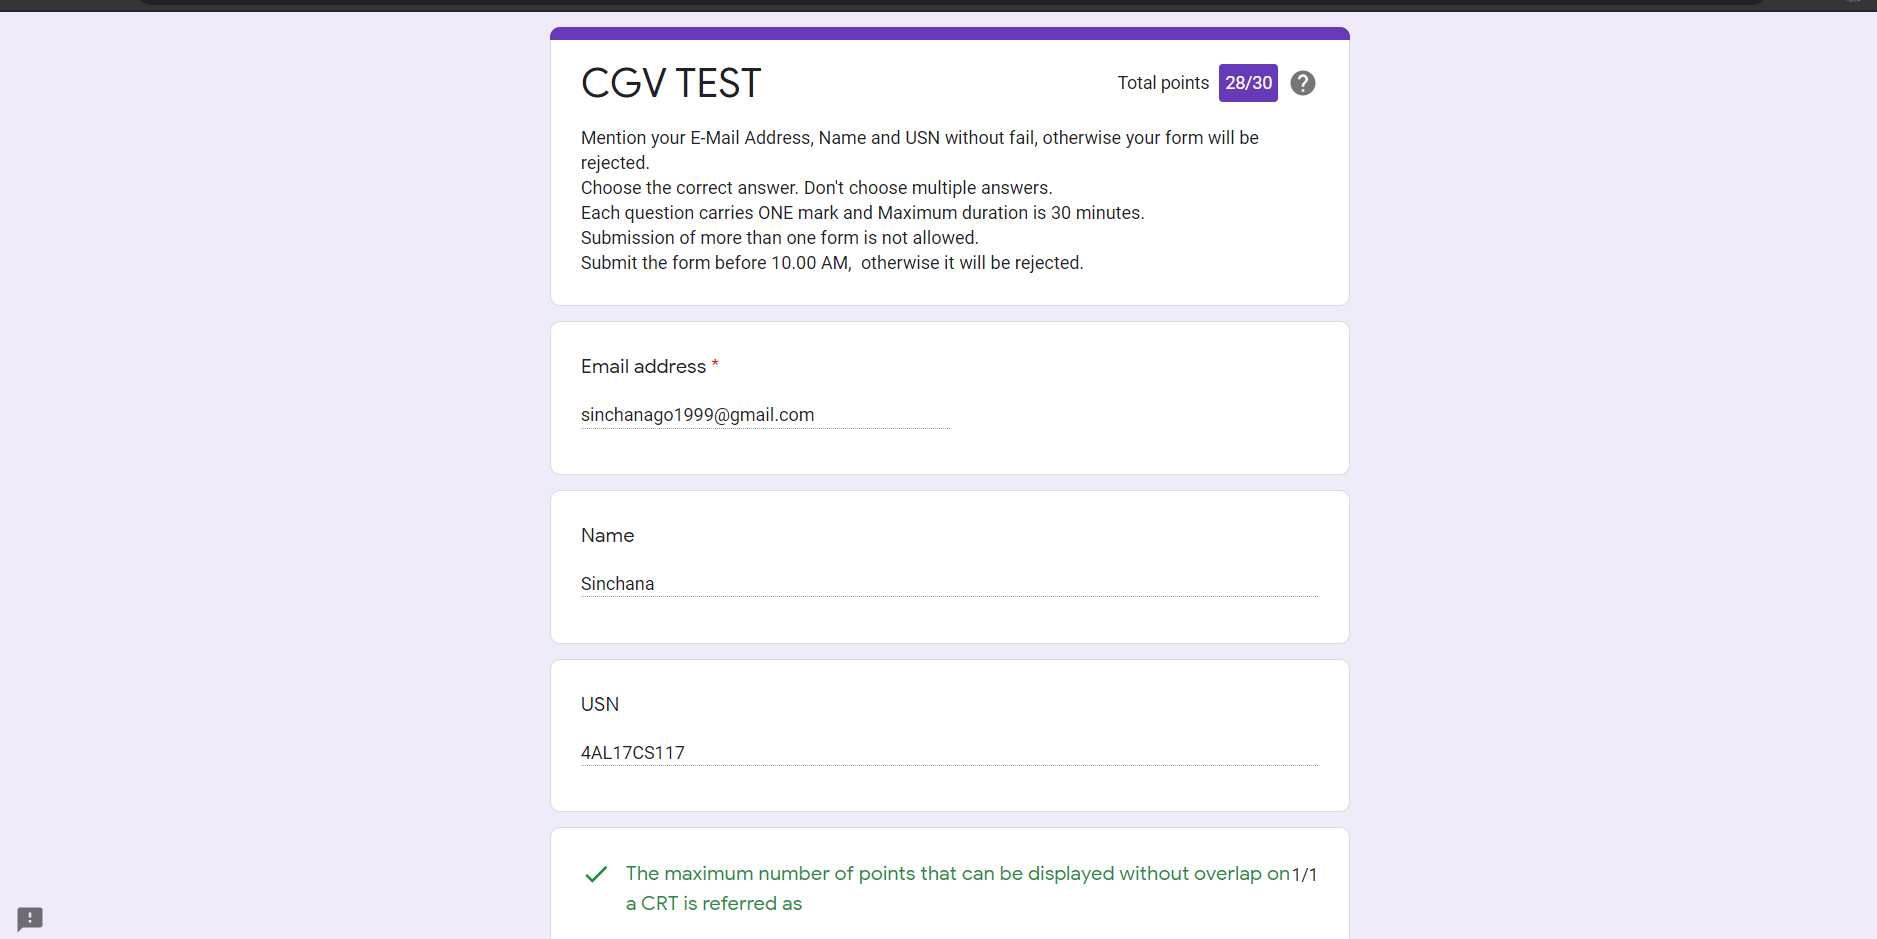 CGV TEST
Total points 28/30
Mention your E-Mail Address, Name and USN without fail, otherwise your form will be
rejected.
Choose the correct answer. Don't choose multiple answers.
Each question carries ONE mark and Maximum duration is 30 minutes.
Submission of more than one form is not allowed.
Submit the form before 10.00 AM,  otherwise it will be rejected.
Email address *
sinchanago1999@gmail.com
Name
Sinchana
USN
4AL17CS117
The maximum number of points that can be displayed without overlap on 1/1
a CRT is referred as